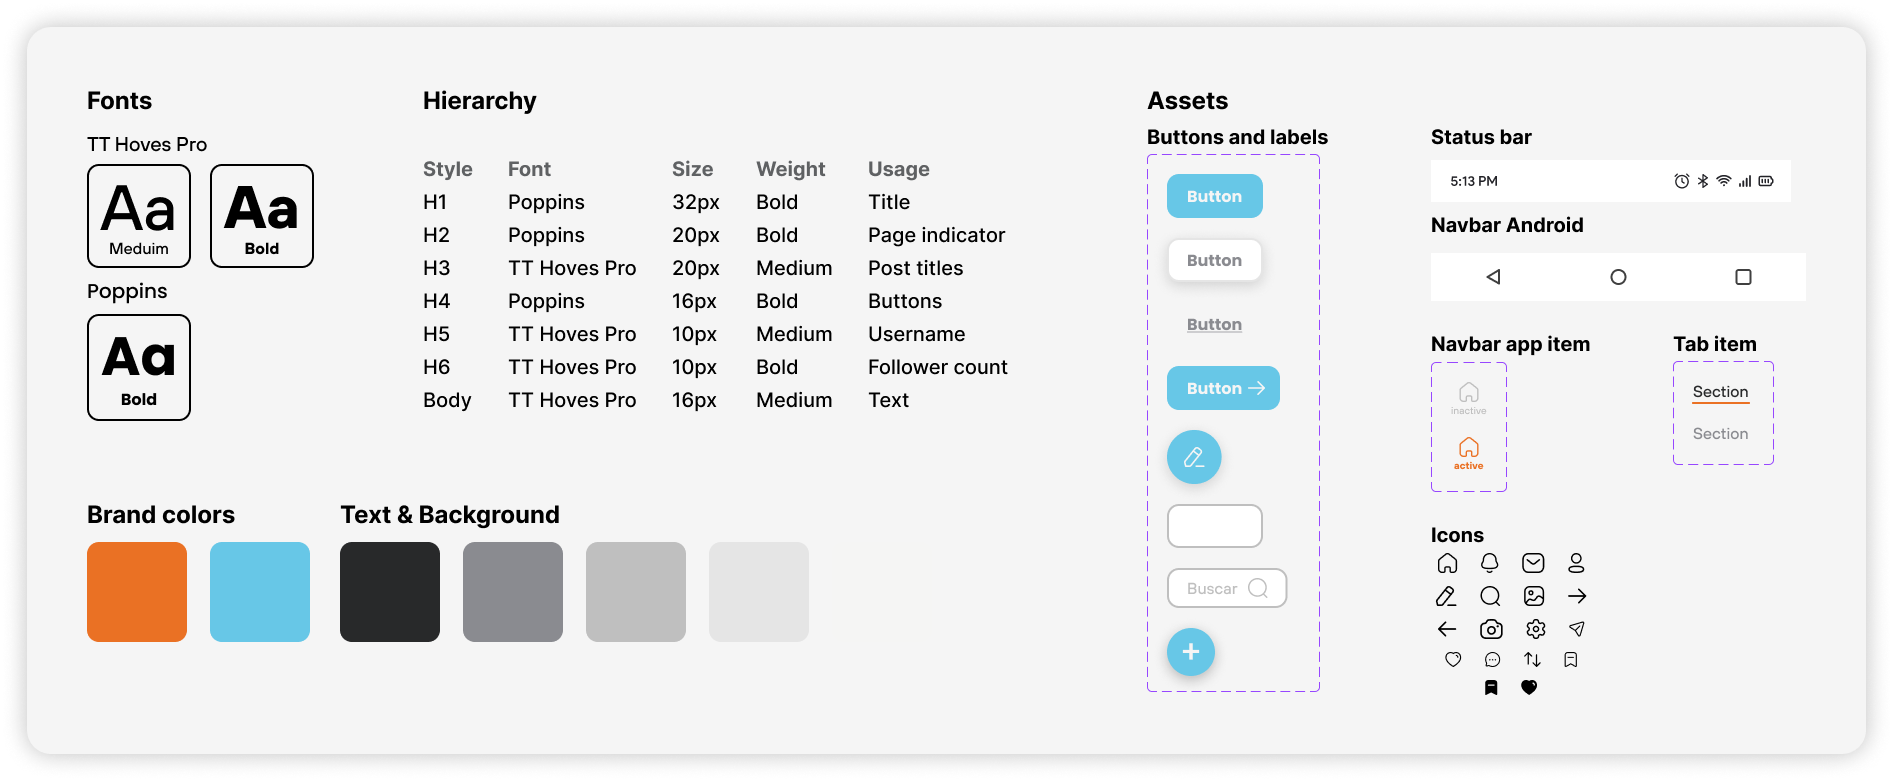 Fonts
TT Hoves Pro
Aa
Meduim
Aa
Bold
Poppins
Aa
Bold
Hierarchy
Style Font Size Weight Usage
H1 Poppins 32px Bold Title
H2 Poppins 20px Bold Page indicator
H3 TT Hoves Pro 20px Medium Post titles
H4 Poppins 16px Bold Buttons
H5 TT Hoves Pro 10px Medium Username
H6 TT Hoves Pro 10px Bold Follower count
Body TT Hoves Pro 16px Medium Text
Brand colors
Text & Background
Assets
Buttons and labels
Button
Button
Button
Button
Buscar
Status bar
5:13 PM
Navbar Android
Navbar app item
inactive
active
Tab item
Section
Section
Icons